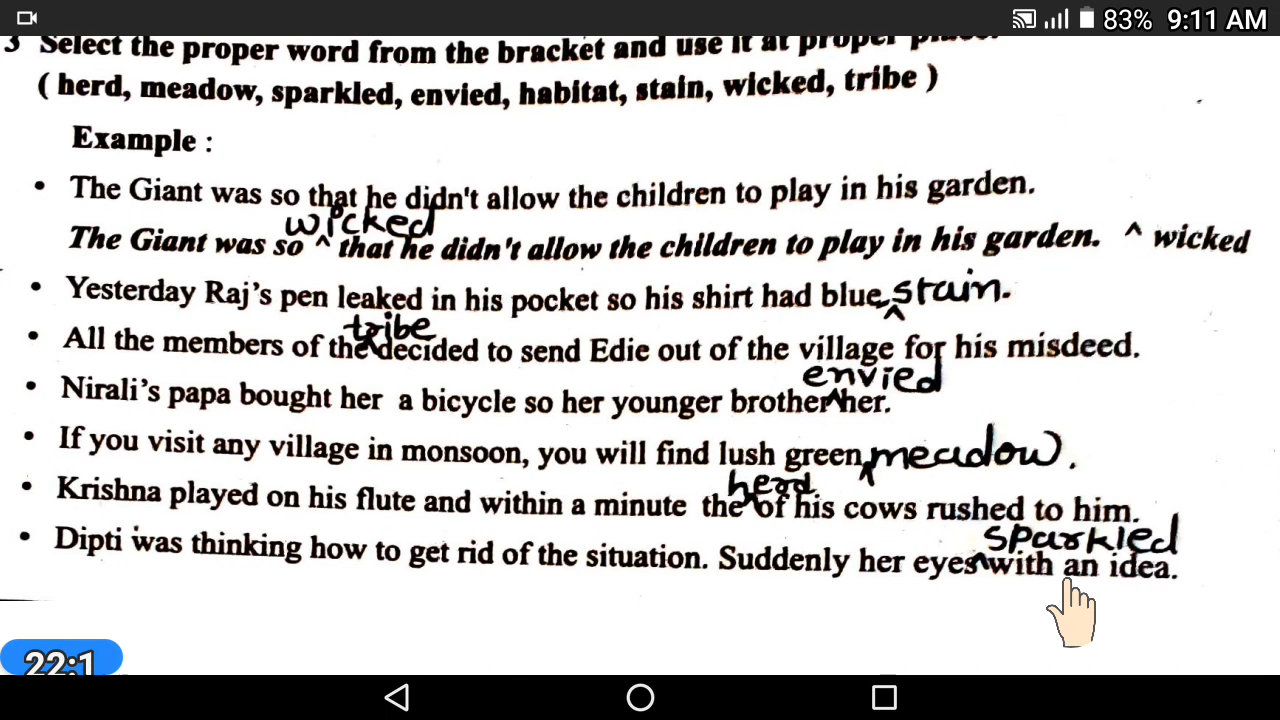 83% 9:11 AM
3 Select the proper word from the bracket and use it at proper place.
( herd, meadow, sparkled, envied, habitat, stain, wicked, tribe )
Example :
• The Giant was so that he didn't allow the children to play in his garden.
wicked
The Giant was so ^ that he didn't allow the children to play in his garden. ^ wicked
• Yesterday Raj's pen leaked in his pocket so his shirt had blue ^ stain.
tribe
• All the members of the ^ decided to send Edie out of the village for his misdeed.
envied
• Nirali's papa bought her a bicycle so her younger brother ^ her.
• If you visit any village in monsoon, you will find lush green ^ meadow.
herd
• Krishna played on his flute and within a minute the ^ of his cows rushed to him.
sparkled
• Dipti was thinking how to get rid of the situation. Suddenly her eyes ^ with an idea.
22:1